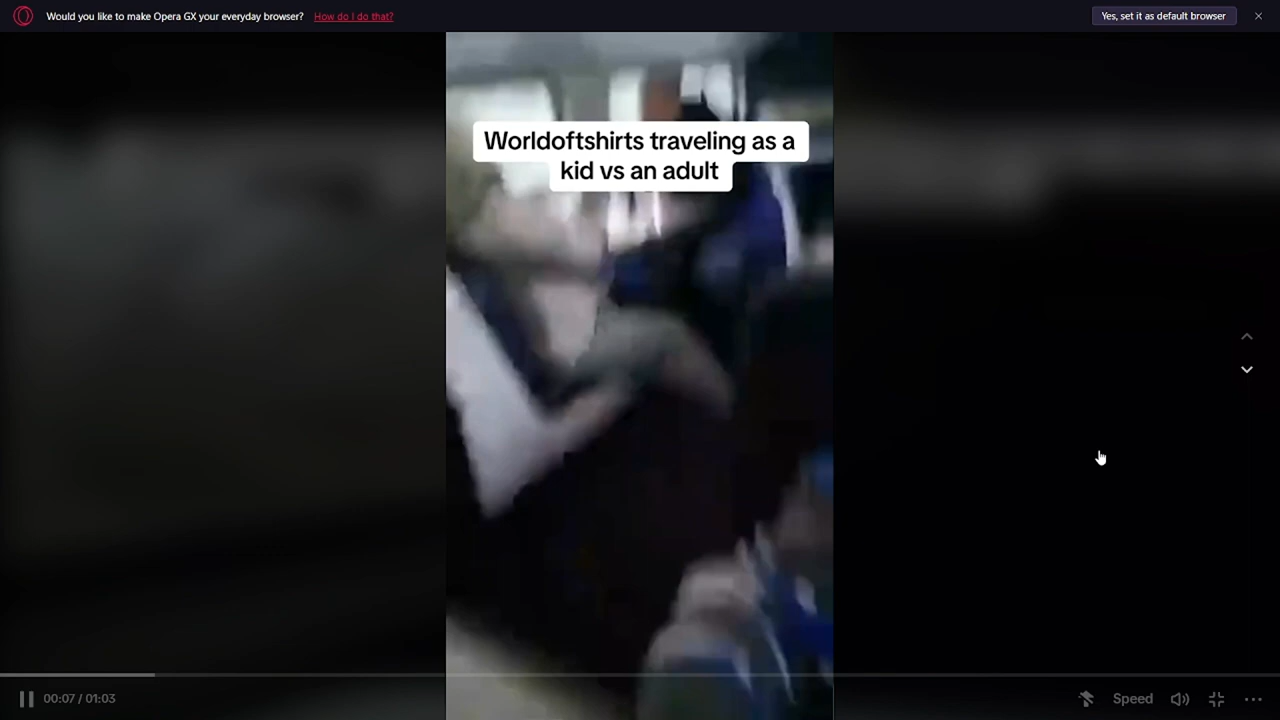 Would you like to make Opera GX your everyday browser? How do I do that? Yes, set it as default browser
Worldoftshirts traveling as a
kid vs an adult
00:07 / 01:03 Speed